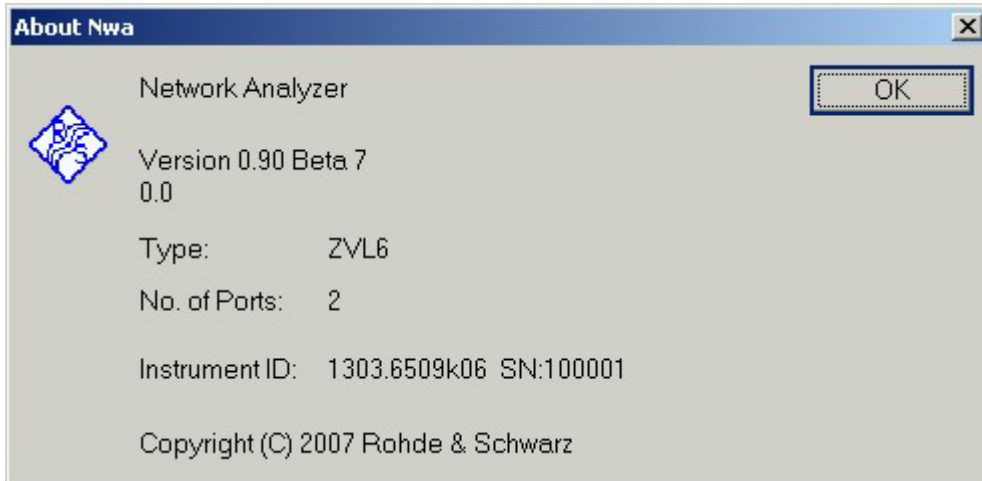 About Nwa
Network Analyzer
OK
Version 0.90 Beta 7
0.0
Type: ZVL6
No. of Ports: 2
Instrument ID: 1303.6509k06 SN:100001
Copyright (C) 2007 Rohde & Schwarz